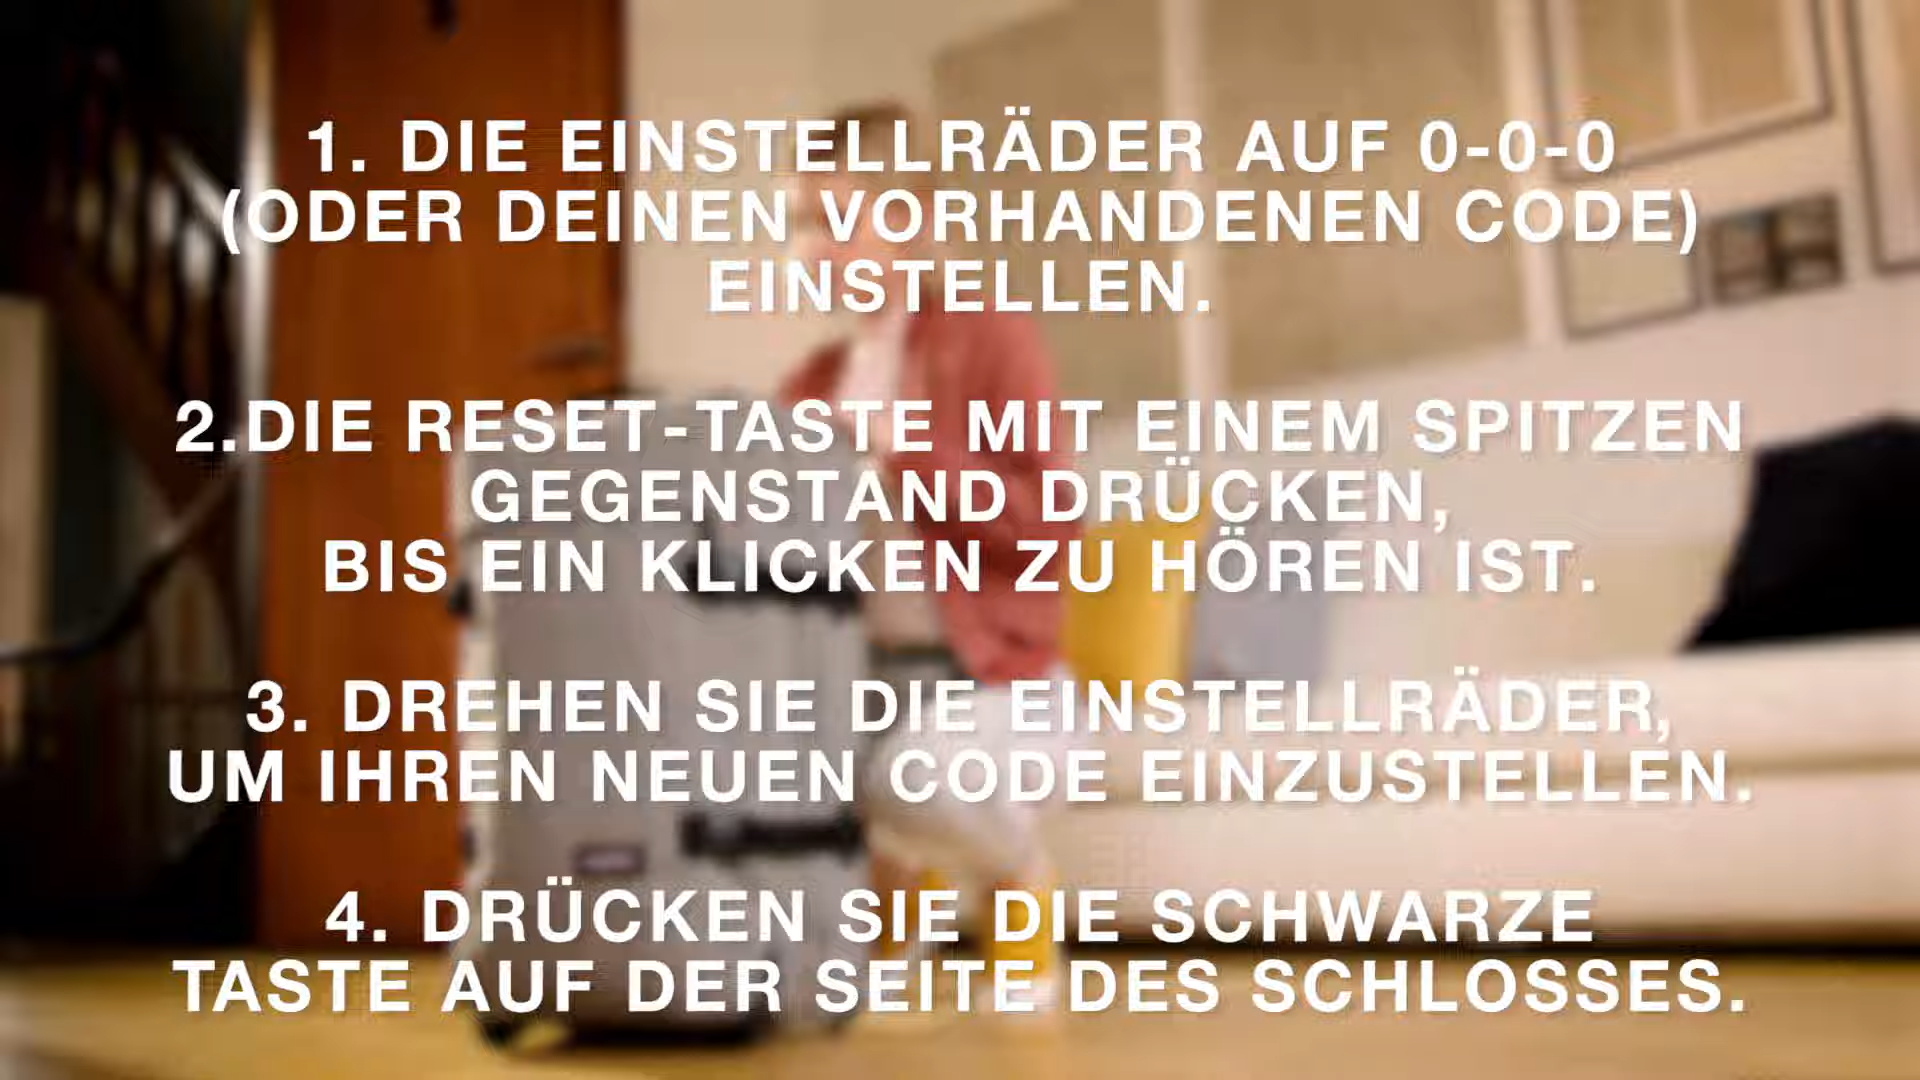 1. DIE EINSTELLRÄDER AUF 0-0-0
(ODER DEINEN VORHANDENEN CODE)
EINSTELLEN.
2.DIE RESET-TASTE MIT EINEM SPITZEN
GEGENSTAND DRÜCKEN,
BIS EIN KLICKEN ZU HÖREN IST.
3. DREHEN SIE DIE EINSTELLRÄDER,
UM IHREN NEUEN CODE EINZUSTELLEN.
4. DRÜCKEN SIE DIE SCHWARZE
TASTE AUF DER SEITE DES SCHLOSSES.